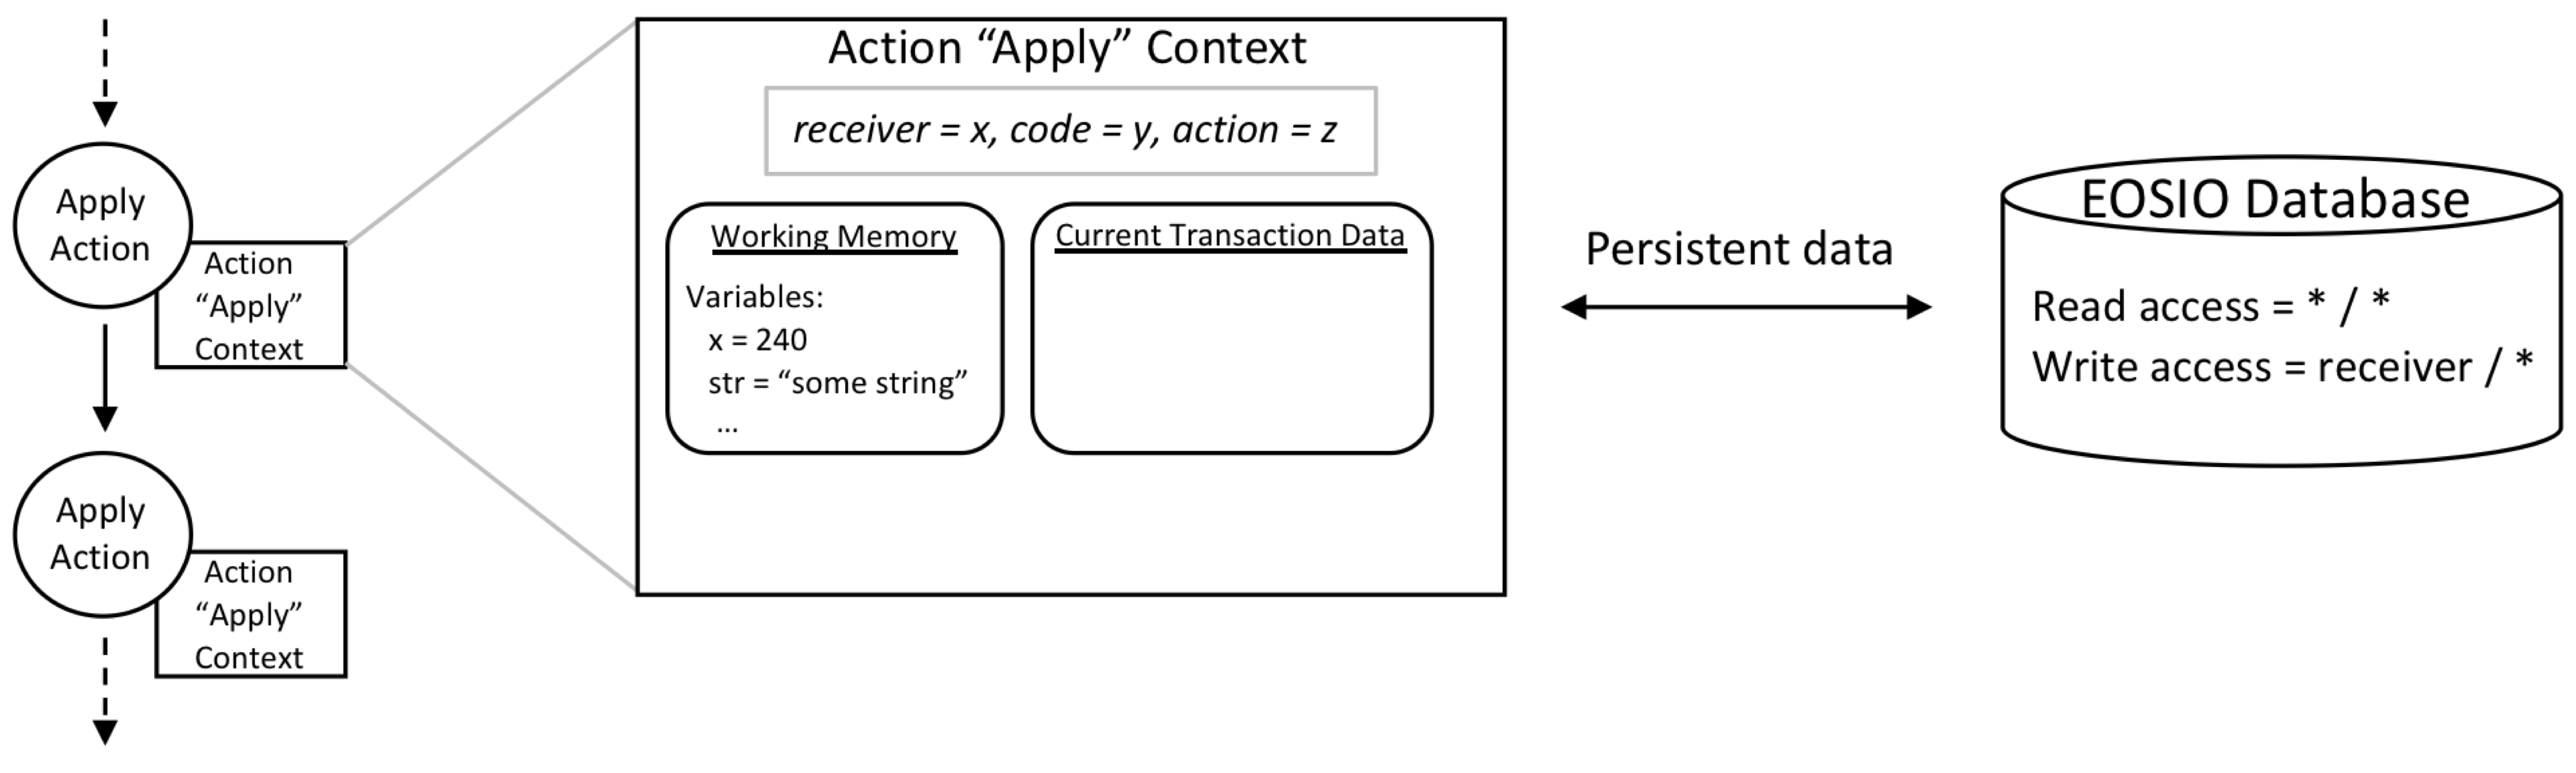 Apply
Action
Action
“Apply”
Context
Apply
Action
Action
“Apply”
Context
Action “Apply” Context
receiver = x, code = y, action = z
Working Memory
Variables:
x = 240
str = “some string”
...
Current Transaction Data
Persistent data
EOSIO Database
Read access = * / *
Write access = receiver / *